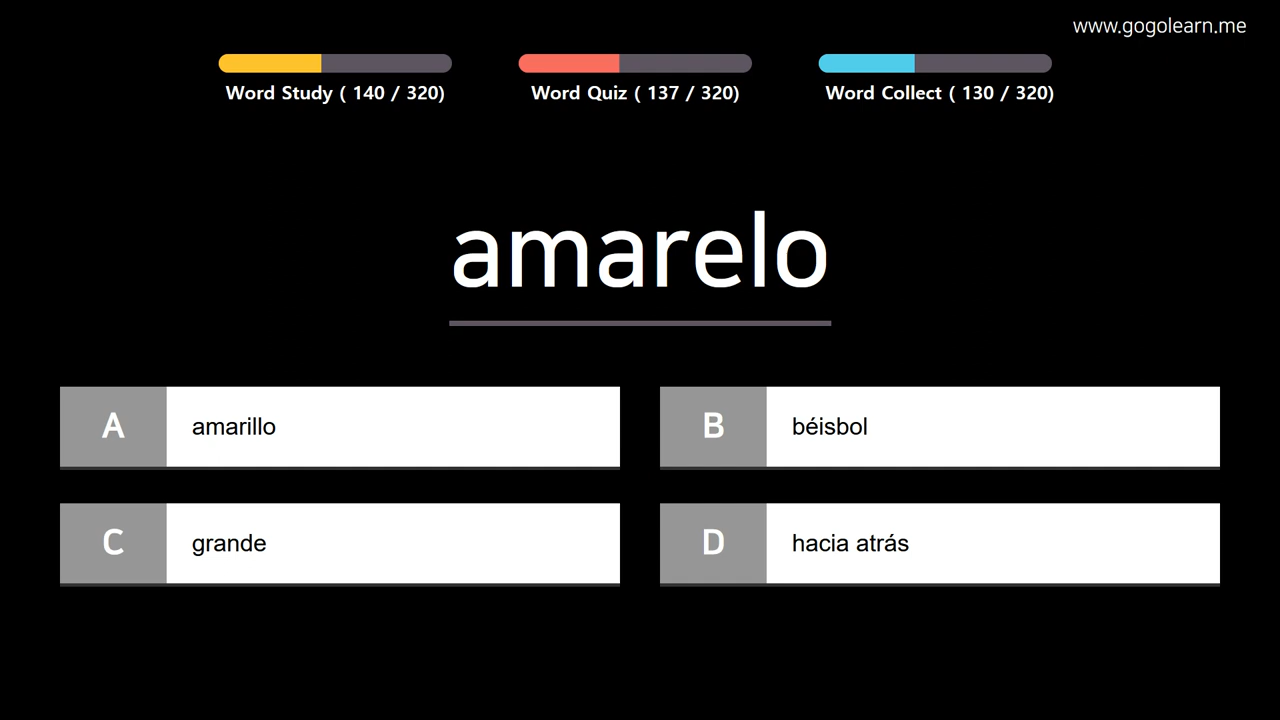 www.gogolearn.me
Word Study ( 140 / 320)
Word Quiz ( 137 / 320)
Word Collect ( 130 / 320)
amarelo
A
amarillo
B
béisbol
C
grande
D
hacia atrás